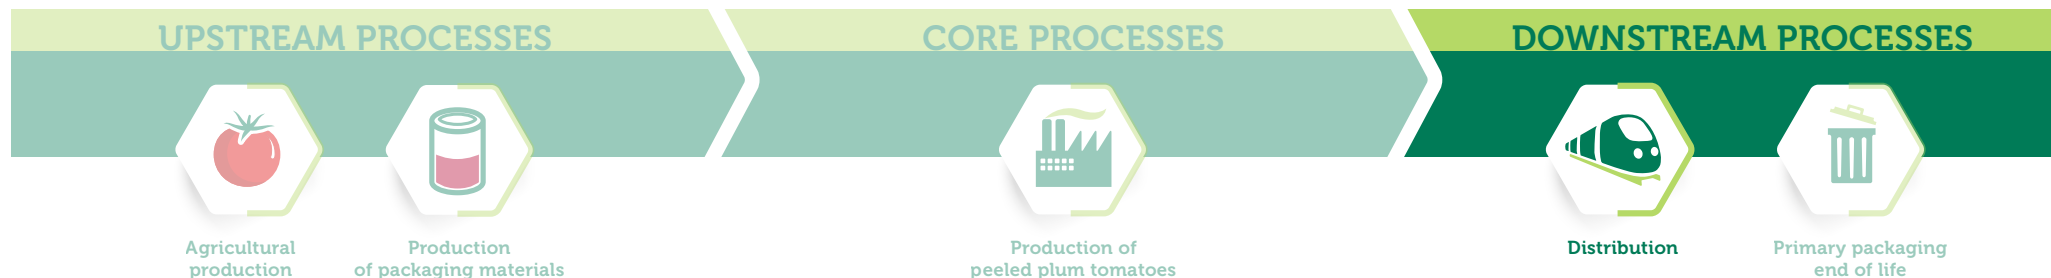 UPSTREAM PROCESSES
CORE PROCESSES
DOWNSTREAM PROCESSES
Agricultural
production
Production
of packaging materials
Production of
peeled plum tomatoes
Distribution
Primary packaging
end of life